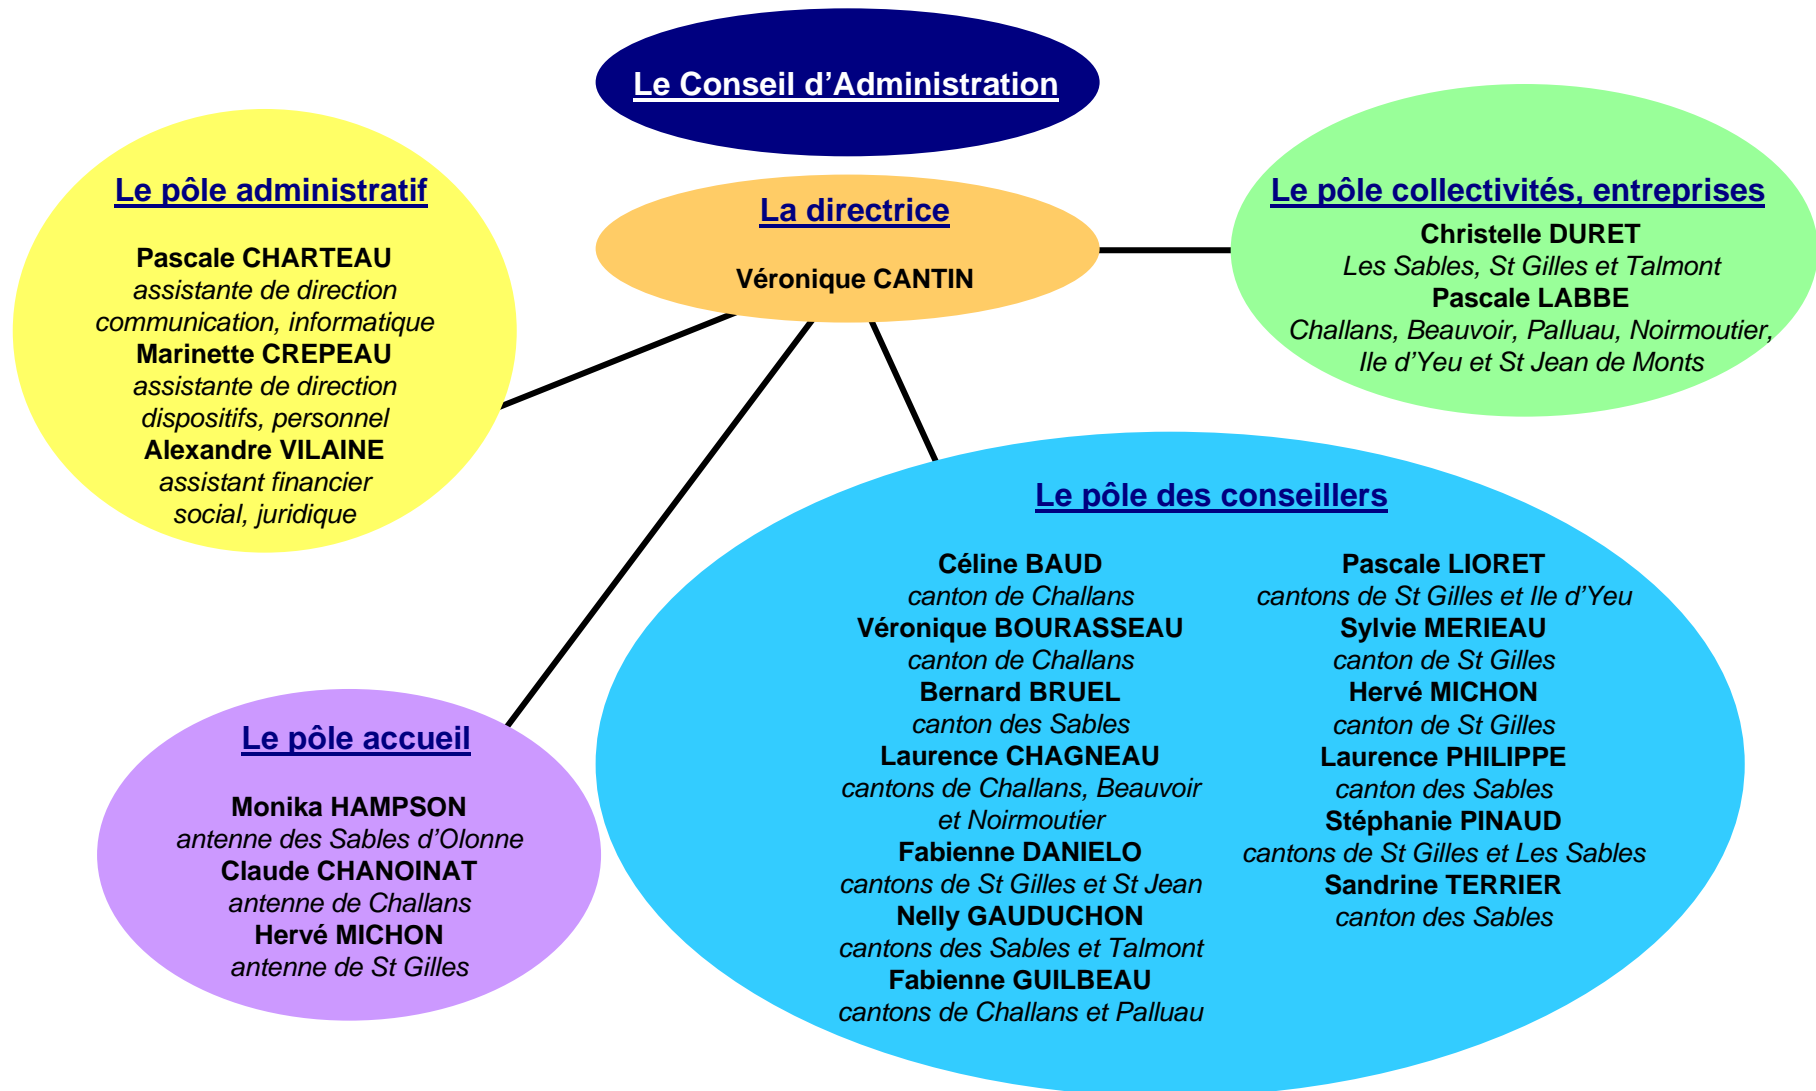 Le Conseil d’Administration
La directrice
Véronique CANTIN
Le pôle administratif
Pascale CHARTEAU
assistante de direction
communication, informatique
Marinette CREPEAU
assistante de direction
dispositifs, personnel
Alexandre VILAINE
assistant financier
social, juridique
Le pôle collectivités, entreprises
Christelle DURET
Les Sables, St Gilles et Talmont
Pascale LABBE
Challans, Beauvoir, Palluau, Noirmoutier,
Ile d’Yeu et St Jean de Monts
Le pôle accueil
Monika HAMPSON
antenne des Sables d’Olonne
Claude CHANOINAT
antenne de Challans
Hervé MICHON
antenne de St Gilles
Le pôle des conseillers
Céline BAUD
canton de Challans
Véronique BOURASSEAU
canton de Challans
Bernard BRUEL
canton des Sables
Laurence CHAGNEAU
cantons de Challans, Beauvoir
et Noirmoutier
Fabienne DANIELO
cantons de St Gilles et St Jean
Nelly GAUDUCHON
cantons des Sables et Talmont
Fabienne GUILBEAU
cantons de Challans et Palluau
Pascale LIORET
cantons de St Gilles et Ile d’Yeu
Sylvie MERIEAU
canton de St Gilles
Hervé MICHON
canton de St Gilles
Laurence PHILIPPE
canton des Sables
Stéphanie PINAUD
cantons de St Gilles et Les Sables
Sandrine TERRIER
canton des Sables